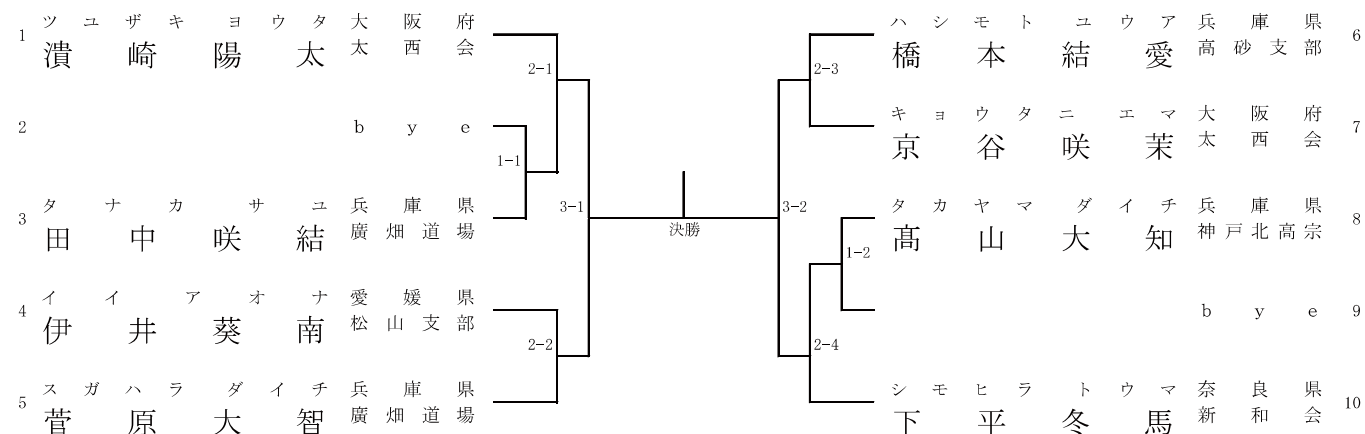 1 ツユザキ ヨウタ 大阪府
潰崎陽太 太西会
2 bye
3 タナカ サユ 兵庫県
田中咲結 廣畑道場
4 イイ アオナ 愛媛県
伊井葵南 松山支部
5 スガハラ ダイチ 兵庫県
菅原大智 廣畑道場
2-1
1-1
3-1
2-2
決勝
2-3
3-2
1-2
2-4
ハシモト ユウア 兵庫県 6
橋本結愛 高砂支部
キョウタニ エマ 大阪府 7
京谷咲茉 太西会
タカヤマ ダイチ 兵庫県 8
髙山大知 神戸北高宗
bye 9
シモヒラ トウマ 奈良県 10
下平冬馬 新和会